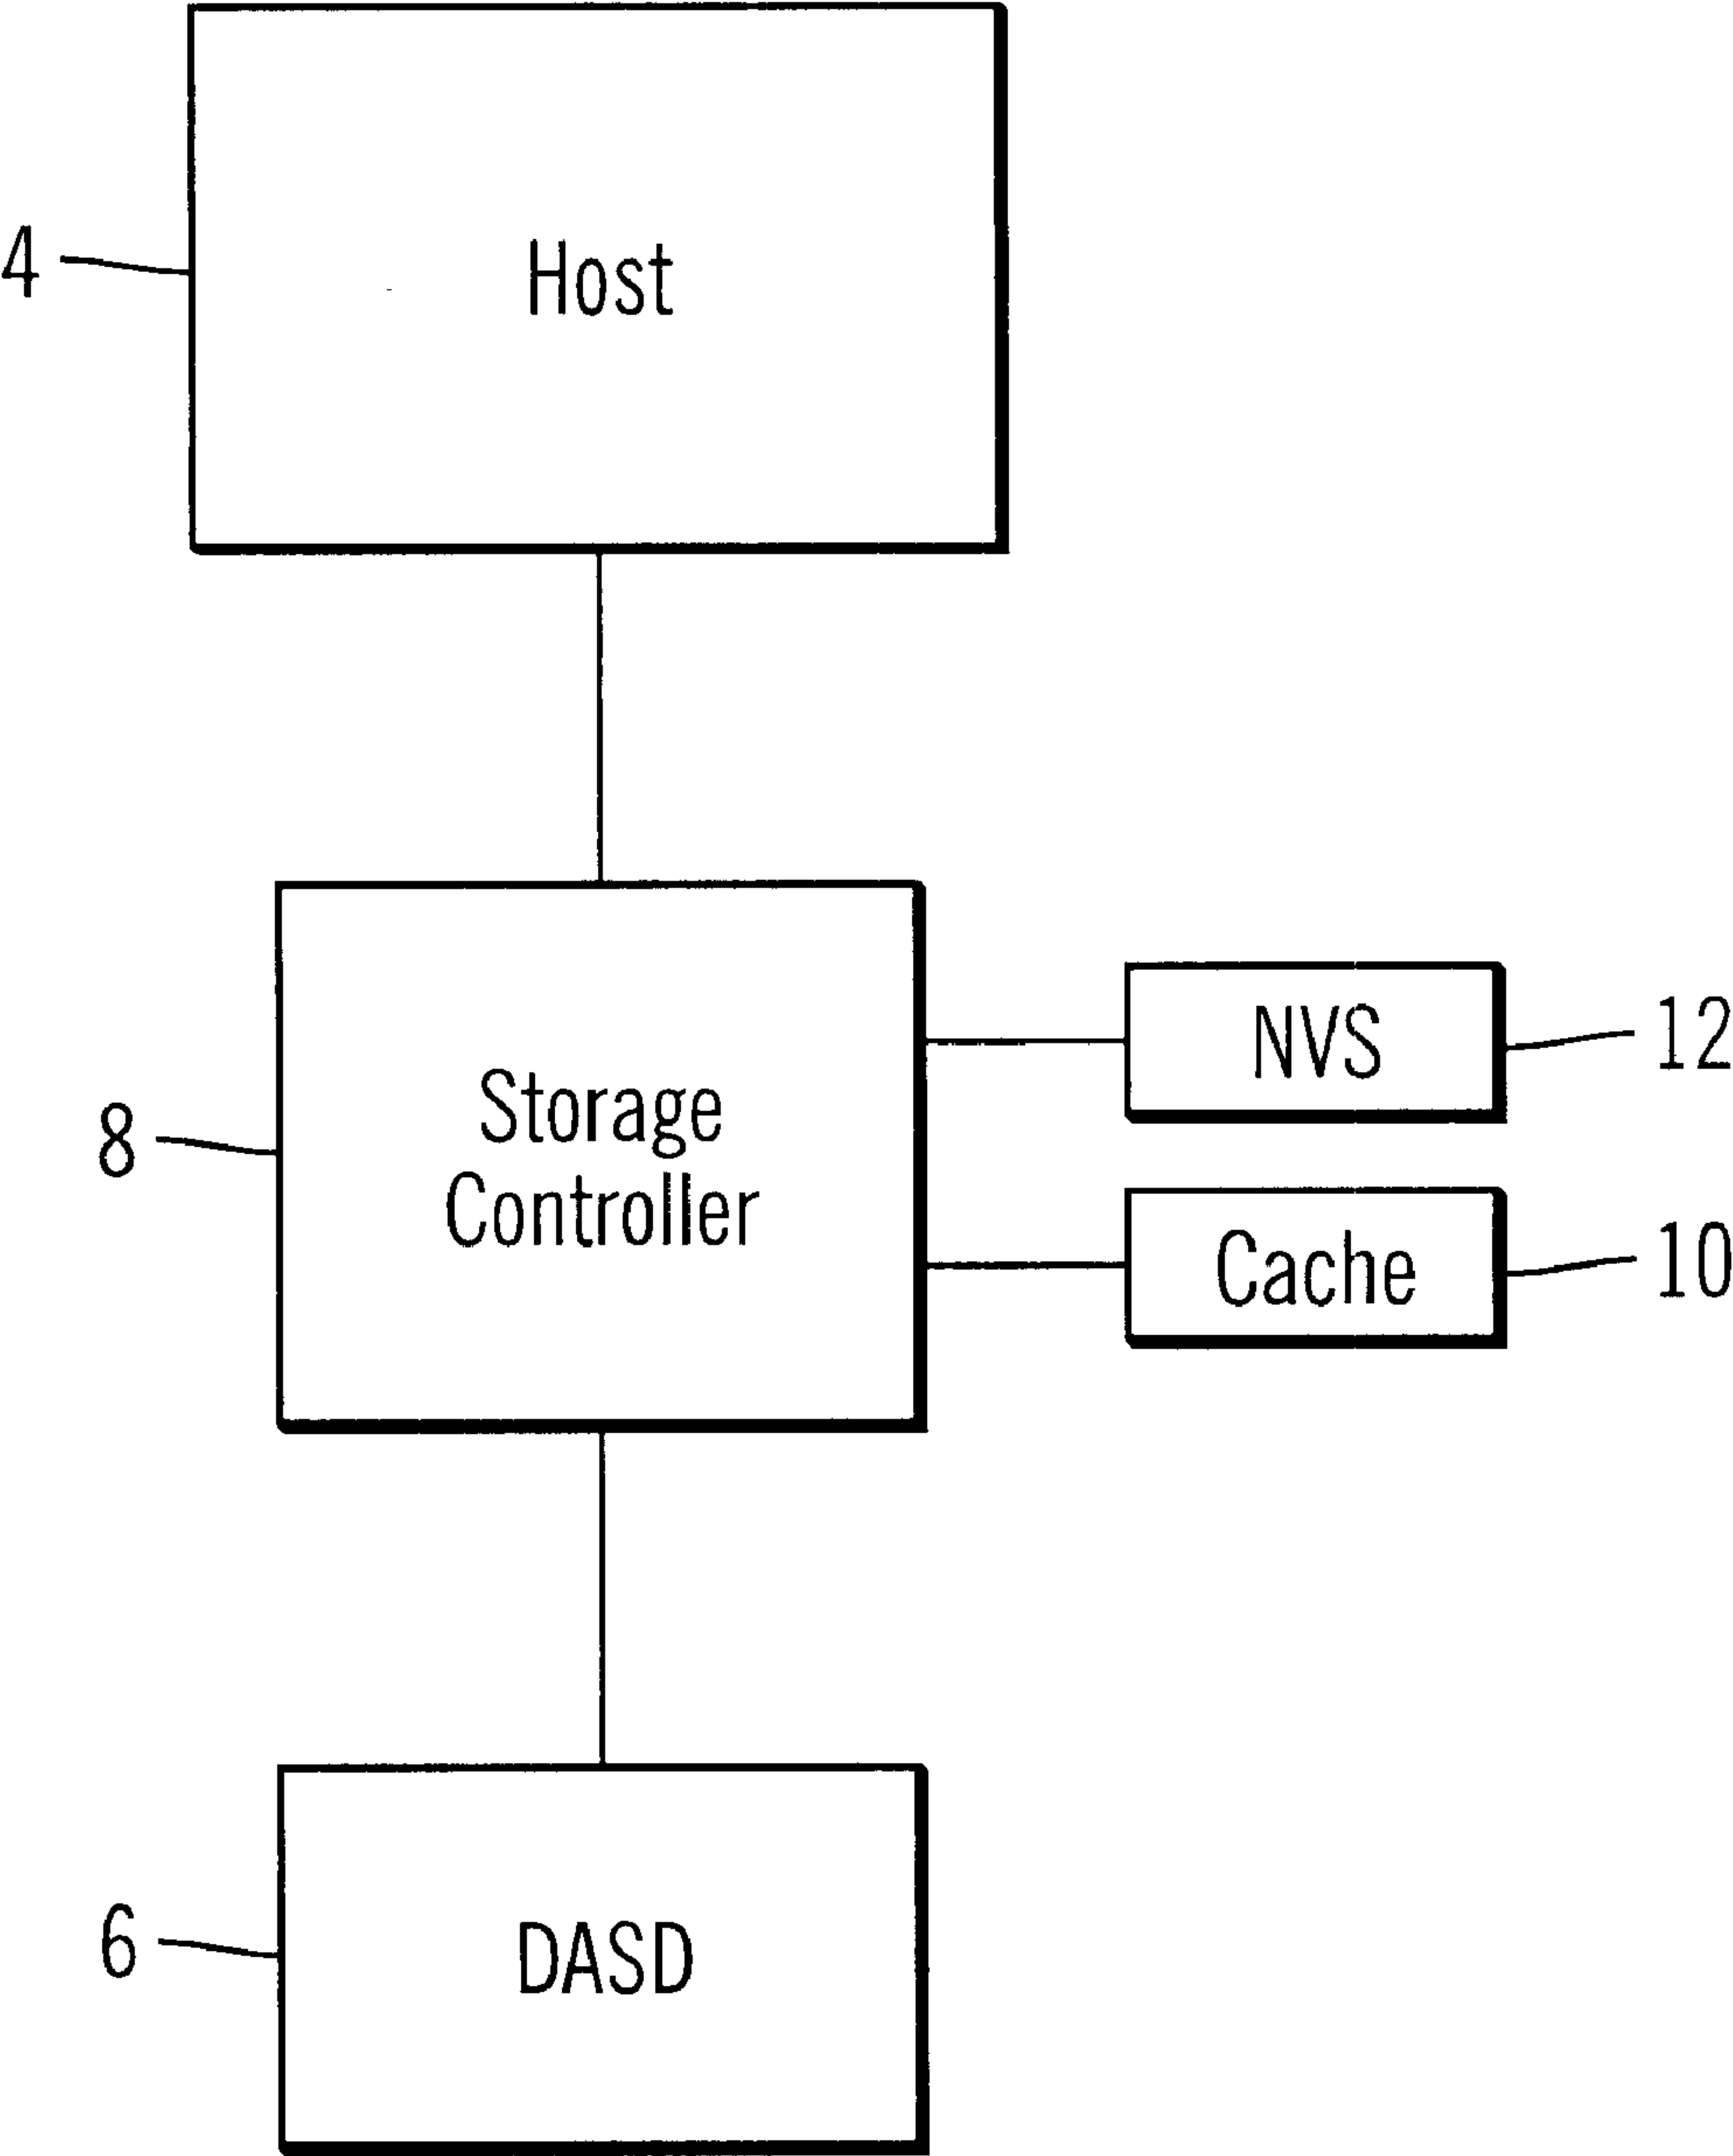 4
Host
NVS
12
8
Storage
Controller
Cache
10
6
DASD